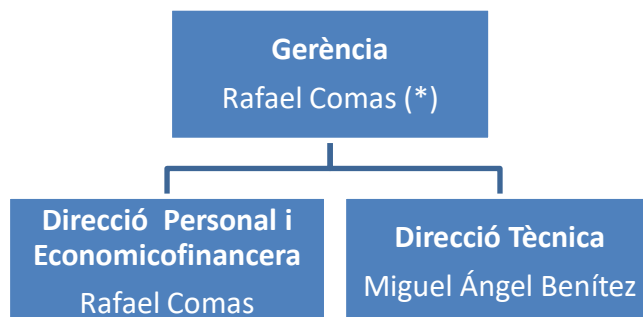 Gerència
Rafael Comas (*)
Direcció Personal i
Economicofinancera
Rafael Comas
Direcció Tècnica
Miguel Ángel Benítez